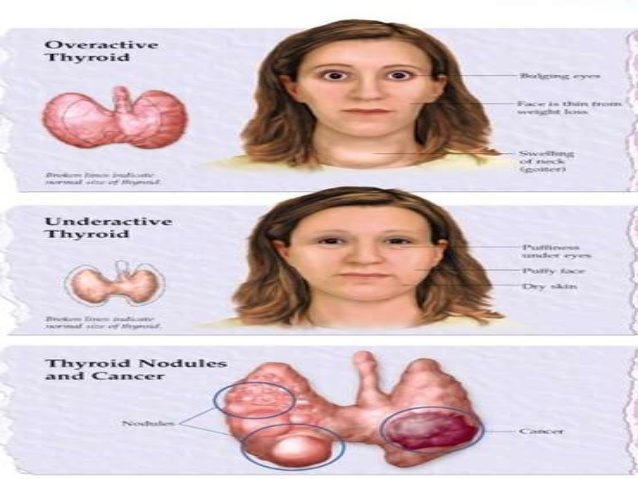 Overactive
Thyroid
Bulging eyes
Face is thin from
weight loss
Swelling
of neck
(goiter)
Broken lines indicate
normal size of thyroid.
Underactive
Thyroid
Puffiness
under eyes
Puffy face
Dry skin
Broken lines indicate
normal size of thyroid.
Thyroid Nodules
and Cancer
Nodules
Cancer